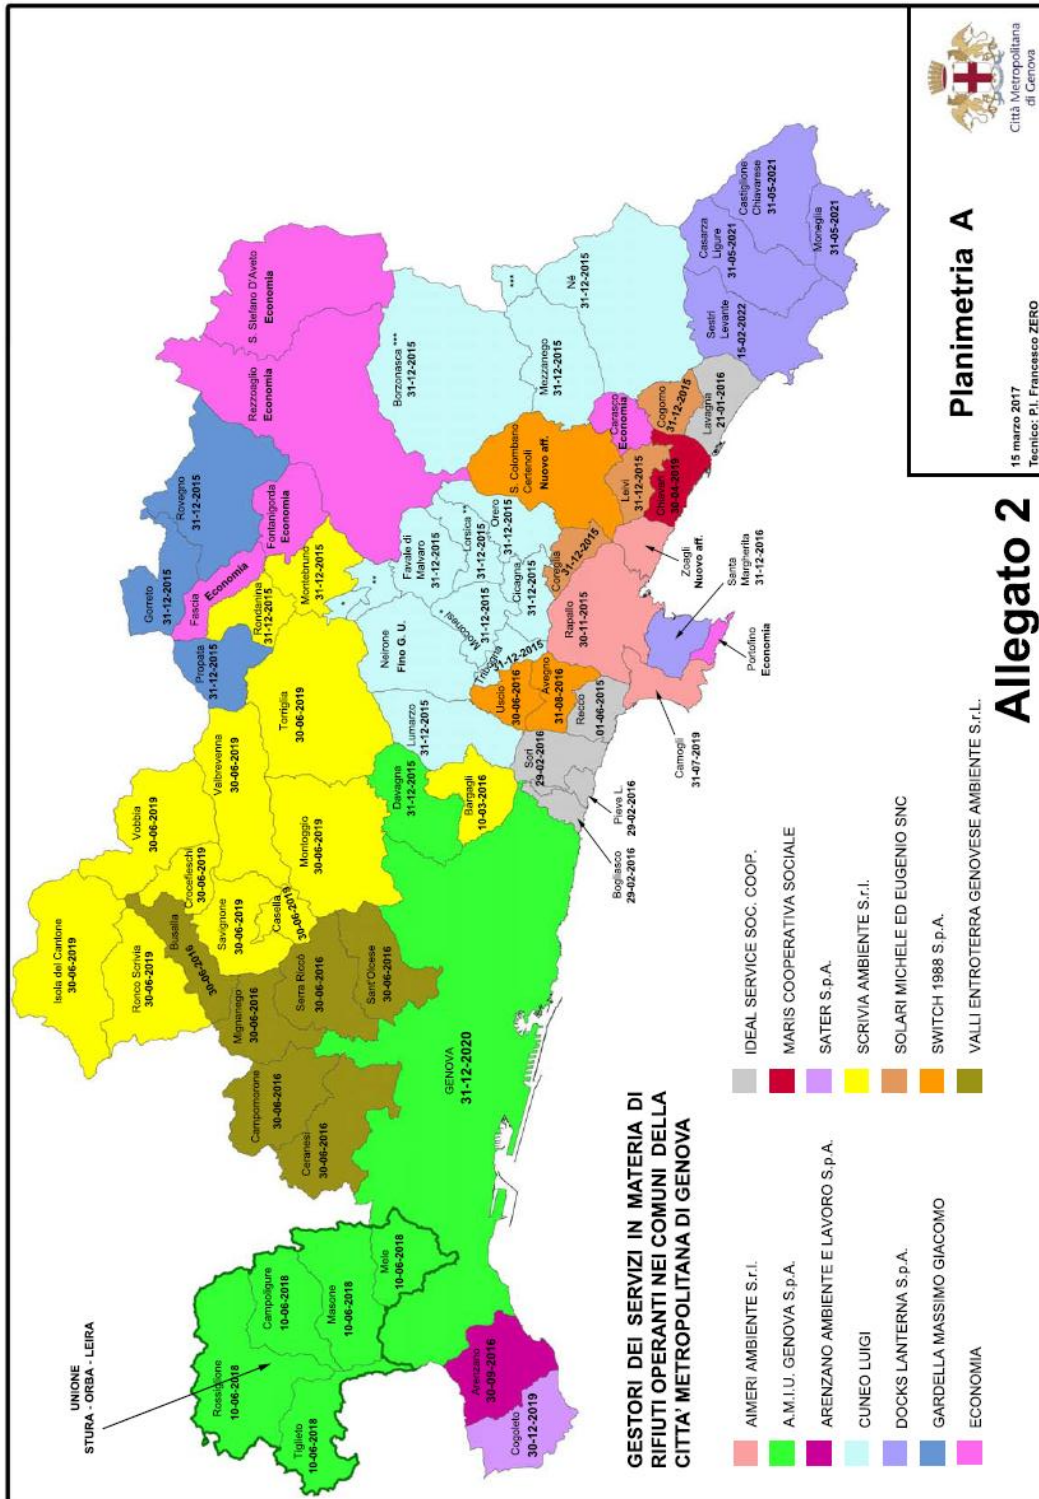 UNIONE
STURA - ORBA - LEIRA
Rossiglione
10-06-2018
Tiglieto
10-06-2018
Campoligure
10-06-2018
Masone
10-06-2018
Mele
10-06-2018
Arenzano
30-09-2016
Cogoleto
30-12-2019
Ceranesi
30-06-2016
Campomorone
30-06-2016
Mignanego
30-06-2016
Serra Riccò
30-06-2016
Sant'Olcese
30-06-2016
Busalla
30-06-2016
GENOVA
31-12-2020
Isola del Cantone
30-06-2019
Ronco Scrivia
30-06-2019
Vobbia
30-06-2019
Crocefieschi
30-06-2019
Savignone
30-06-2019
Casella
30-06-2019
Valbrevenna
30-06-2019
Montoggio
30-06-2019
Torriglia
30-06-2019
Davagna
31-12-2015
Bargagli
10-03-2016
Lumarzo
31-12-2015
Propata
31-12-2015
Gorreto
31-12-2015
Fascia
Economia
Rondanina
31-12-2015
Montebruno
31-12-2015
Rovegno
31-12-2015
Fontanigorda
Economia
Rezzoaglio
Economia
S. Stefano D'Aveto
Economia
Neirone
Fino G. U.
*
**
Favale di
Malvaro
31-12-2015
Lorsica **
31-12-2015
Moconesi *
31-12-2015
Orero
31-12-2015
Cicagna
31-12-2015
Tribogna
31-12-2015
Coreglia
31-12-2015
Uscio
30-06-2016
Avegno
31-08-2016
Sori
29-02-2016
Recco
01-06-2015
Pieve L.
29-02-2016
Bogliasco
29-02-2016
Camogli
31-07-2019
Rapallo
30-11-2015
Portofino
Economia
Santa
Margherita
31-12-2016
Zoagli
Nuovo aff.
Borzonasca ***
31-12-2015
***
Mezzanego
31-12-2015
Né
31-12-2015
S. Colombano
Certenoli
Nuovo aff.
Carasco
Economia
Leivi
31-12-2015
Chiavari
30-04-2019
Cogorno
31-12-2015
Lavagna
21-01-2016
Sestri
Levante
15-02-2022
Casarza
Ligure
31-05-2021
Castiglione
Chiavarese
31-05-2021
Moneglia
31-05-2021
GESTORI DEI SERVIZI IN MATERIA DI
RIFIUTI OPERANTI NEI COMUNI DELLA
CITTA' METROPOLITANA DI GENOVA
AIMERI AMBIENTE S.r.l.
A.M.I.U. GENOVA S.p.A.
ARENZANO AMBIENTE E LAVORO S.p.A.
CUNEO LUIGI
DOCKS LANTERNA S.p.A.
GARDELLA MASSIMO GIACOMO
ECONOMIA
IDEAL SERVICE SOC. COOP.
MARIS COOPERATIVA SOCIALE
SATER S.p.A.
SCRIVIA AMBIENTE S.r.l.
SOLARI MICHELE ED EUGENIO SNC
SWITCH 1988 S.p.A.
VALLI ENTROTERRA GENOVESE AMBIENTE S.r.L.
Allegato 2
Planimetria A
15 marzo 2017
Tecnico: P.I. Francesco ZERO
Città Metropolitana
di Genova